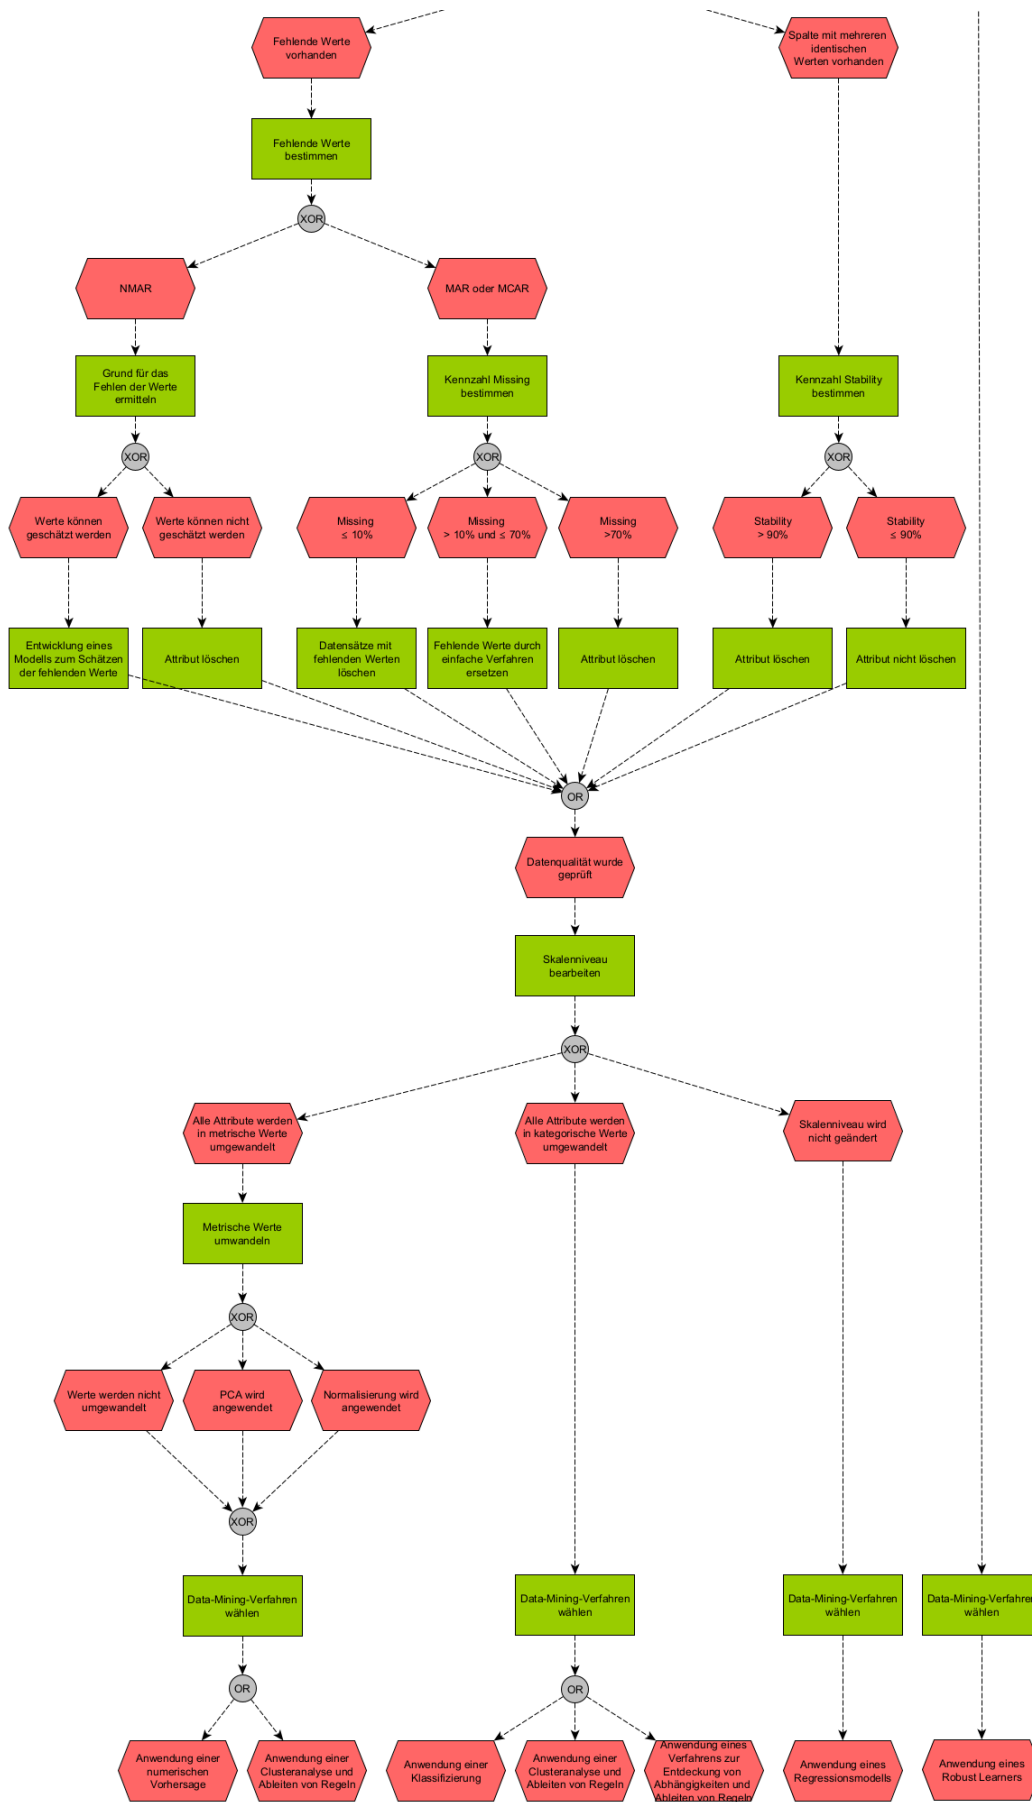 Fehlende Werte
vorhanden
Spalte mit mehreren
identischen
Werten vorhanden
Fehlende Werte
bestimmen
XOR
NMAR
MAR oder MCAR
Grund für das
Fehlen der Werte
ermitteln
Kennzahl Missing
bestimmen
Kennzahl Stability
bestimmen
XOR
XOR
XOR
Werte können
geschätzt werden
Werte können nicht
geschätzt werden
Missing
≤ 10%
Missing
> 10% und ≤ 70%
Missing
>70%
Stability
> 90%
Stability
≤ 90%
Entwicklung eines
Modells zum Schätzen
der fehlenden Werte
Attribut löschen
Datensätze mit
fehlenden Werten
löschen
Fehlende Werte durch
einfache Verfahren
ersetzen
Attribut löschen
Attribut löschen
Attribut nicht löschen
OR
Datenqualität wurde
geprüft
Skalenniveau
bearbeiten
XOR
Alle Attribute werden
in metrische Werte
umgewandelt
Alle Attribute werden
in kategorische Werte
umgewandelt
Skalenniveau wird
nicht geändert
Metrische Werte
umwandeln
XOR
Werte werden nicht
umgewandelt
PCA wird
angewendet
Normalisierung wird
angewendet
XOR
Data-Mining-Verfahren
wählen
Data-Mining-Verfahren
wählen
Data-Mining-Verfahren
wählen
Data-Mining-Verfahren
wählen
OR
OR
Anwendung einer
numerischen
Vorhersage
Anwendung einer
Clusteranalyse und
Ableiten von Regeln
Anwendung einer
Klassifizierung
Anwendung einer
Clusteranalyse und
Ableiten von Regeln
Anwendung eines
Verfahrens zur
Entdeckung von
Abhängigkeiten und
Ableiten von Regeln
Anwendung eines
Regressionsmodells
Anwendung eines
Robust Learners